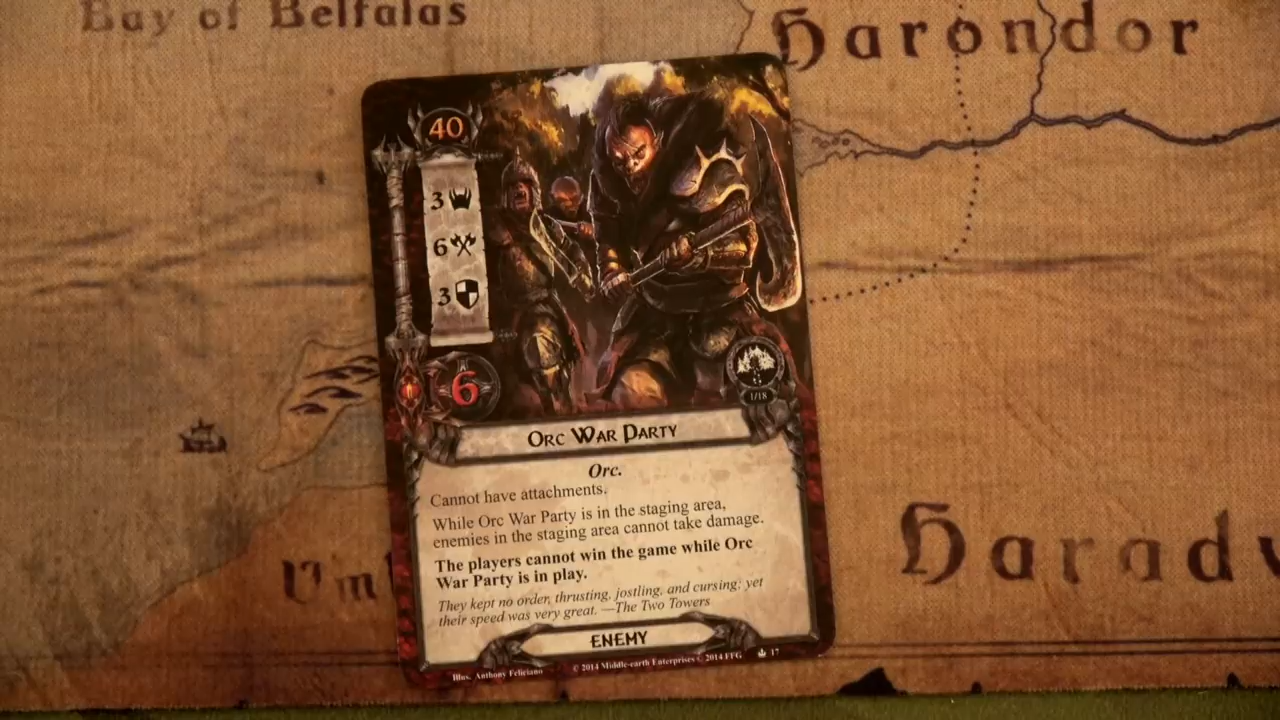 Bay of Belfalas
Harondor
40
3
6
3
6
1/18
Orc War Party
Orc.
Cannot have attachments.
While Orc War Party is in the staging area,
enemies in the staging area cannot take damage.
The players cannot win the game while Orc
War Party is in play.
They kept no order, thrusting, jostling, and cursing; yet
their speed was very great. —The Two Towers
ENEMY
Illus. Anthony Feliciano
© 2014 Middle-earth Enterprises © 2014 FFG
17
Um
Haradw